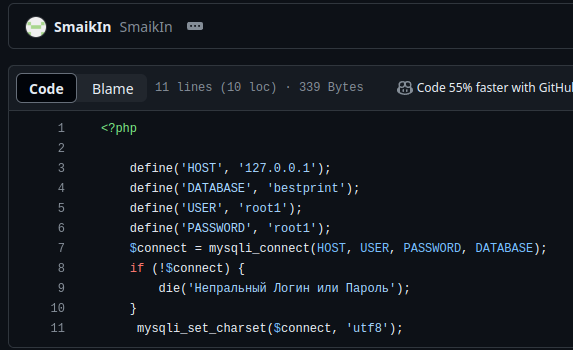 SmaikIn SmaikIn
Code Blame 11 lines (10 loc) · 339 Bytes Code 55% faster with GitHu
1 <?php
2
3 define('HOST', '127.0.0.1');
4 define('DATABASE', 'bestprint');
5 define('USER', 'root1');
6 define('PASSWORD', 'root1');
7 $connect = mysqli_connect(HOST, USER, PASSWORD, DATABASE);
8 if (!$connect) {
9 die('Непральный Логин или Пароль');
10 }
11 mysqli_set_charset($connect, 'utf8');